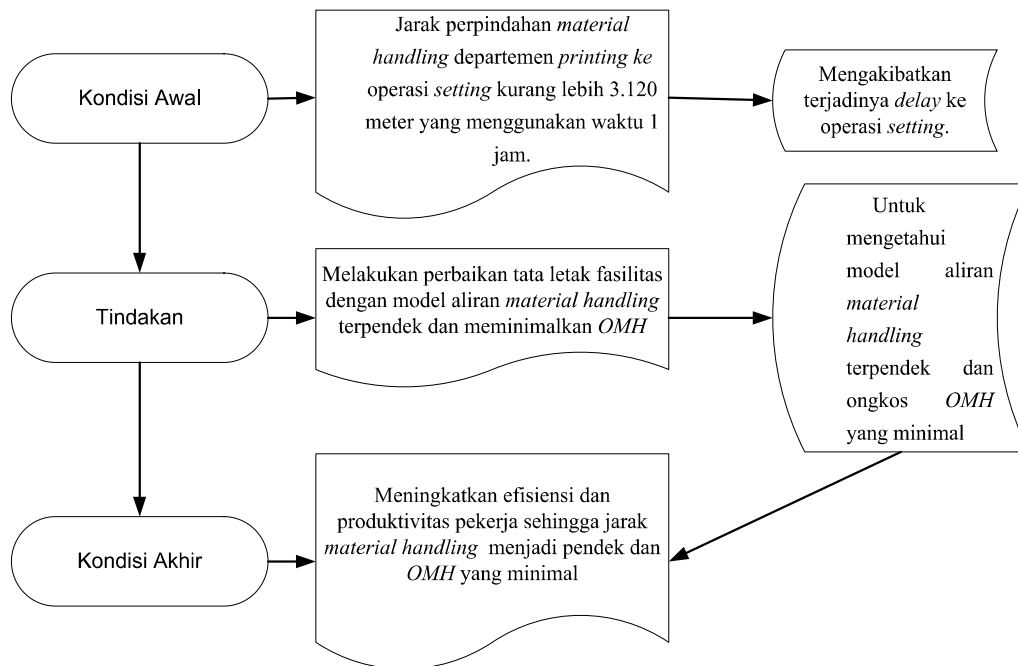 Kondisi Awal
Jarak perpindahan material
handling departemen printing ke
operasi setting kurang lebih 3.120
meter yang menggunakan waktu 1
jam.
Mengakibatkan
terjadinya delay ke
operasi setting.
Tindakan
Melakukan perbaikan tata letak fasilitas
dengan model aliran material handling
terpendek dan meminimalkan OMH
Untuk
mengetahui
model aliran
material
handling
terpendek dan
ongkos OMH
yang minimal
Kondisi Akhir
Meningkatkan efisiensi dan
produktivitas pekerja sehingga jarak
material handling menjadi pendek dan
OMH yang minimal